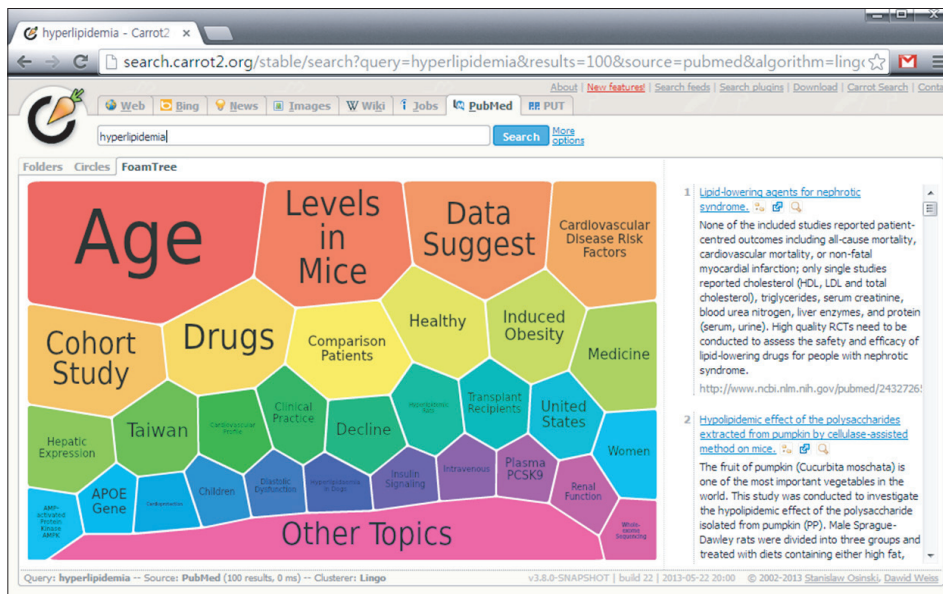 hyperlipidemia - Carrot2
search.carrot2.org/stable/search?query=hyperlipidemia&results=100&source=pubmed&algorithm=lingo
About | New features! | Search feeds | Search plugins | Download | Carrot Search | Conta
Web Bing News Images Wiki Jobs PubMed PUT
hyperlipidemia Search More options
Folders Circles FoamTree
Age
Levels in Mice
Data Suggest
Cardiovascular Disease Risk Factors
Cohort Study
Drugs
Comparison Patients
Healthy
Induced Obesity
Medicine
Hepatic Expression
Taiwan
Cardiovascular Profile
Clinical Practice
Decline
Transplant Recipients
United States
Women
AMP-activated Protein Kinase AMPK
APOE Gene
Children
Diastolic Dysfunction
Hyperlipidemia in Dogs
Insulin Signaling
Intravenous
Plasma PCSK9
Renal Function
Other Topics
1 Lipid-lowering agents for nephrotic
syndrome.
None of the included studies reported patient-
centred outcomes including all-cause mortality,
cardiovascular mortality, or non-fatal
myocardial infarction; only single studies
reported cholesterol (HDL, LDL and total
cholesterol), triglycerides, serum creatinine,
blood urea nitrogen, liver enzymes, and protein
(serum, urine). High quality RCTs need to be
conducted to assess the safety and efficacy of
lipid-lowering drugs for people with nephrotic
syndrome.
http://www.ncbi.nlm.nih.gov/pubmed/24327265
2 Hypolipidemic effect of the polysaccharides
extracted from pumpkin by cellulase-assisted
method on mice.
The fruit of pumpkin (Cucurbita moschata) is
one of the most important vegetables in the
world. This study was conducted to investigate
the hypolipidemic effect of the polysaccharide
isolated from pumpkin (PP). Male Sprague-
Dawley rats were divided into three groups and
treated with diets containing either high fat,
Query: hyperlipidemia -- Source: PubMed (100 results, 0 ms) -- Clusterer: Lingo
v3.8.0-SNAPSHOT | build 22 | 2013-05-22 20:00 © 2002-2013 Stanislaw Osinski, Dawid Weiss